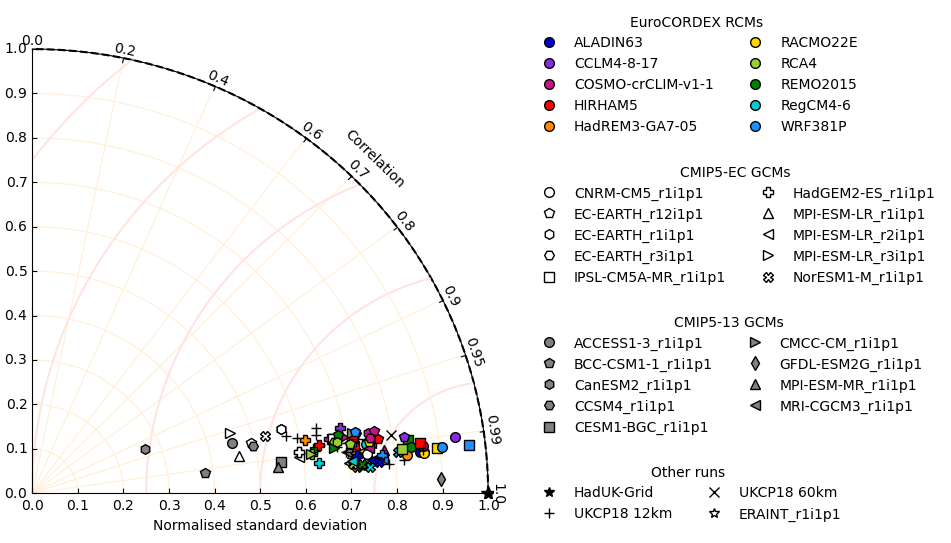 0.0
0.2
0.4
0.6
Correlation
0.7
0.8
0.9
0.95
0.99
1.0
1.0
0.9
0.8
0.7
0.6
0.5
0.4
0.3
0.2
0.1
0.0
0.0 0.1 0.2 0.3 0.4 0.5 0.6 0.7 0.8 0.9 1.0
Normalised standard deviation
EuroCORDEX RCMs
ALADIN63 RACMO22E
CCLM4-8-17 RCA4
COSMO-crCLIM-v1-1 REMO2015
HIRHAM5 RegCM4-6
HadREM3-GA7-05 WRF381P
CMIP5-EC GCMs
CNRM-CM5_r1i1p1 HadGEM2-ES_r1i1p1
EC-EARTH_r12i1p1 MPI-ESM-LR_r1i1p1
EC-EARTH_r1i1p1 MPI-ESM-LR_r2i1p1
EC-EARTH_r3i1p1 MPI-ESM-LR_r3i1p1
IPSL-CM5A-MR_r1i1p1 NorESM1-M_r1i1p1
CMIP5-13 GCMs
ACCESS1-3_r1i1p1 CMCC-CM_r1i1p1
BCC-CSM1-1_r1i1p1 GFDL-ESM2G_r1i1p1
CanESM2_r1i1p1 MPI-ESM-MR_r1i1p1
CCSM4_r1i1p1 MRI-CGCM3_r1i1p1
CESM1-BGC_r1i1p1
Other runs
HadUK-Grid UKCP18 60km
UKCP18 12km ERAINT_r1i1p1